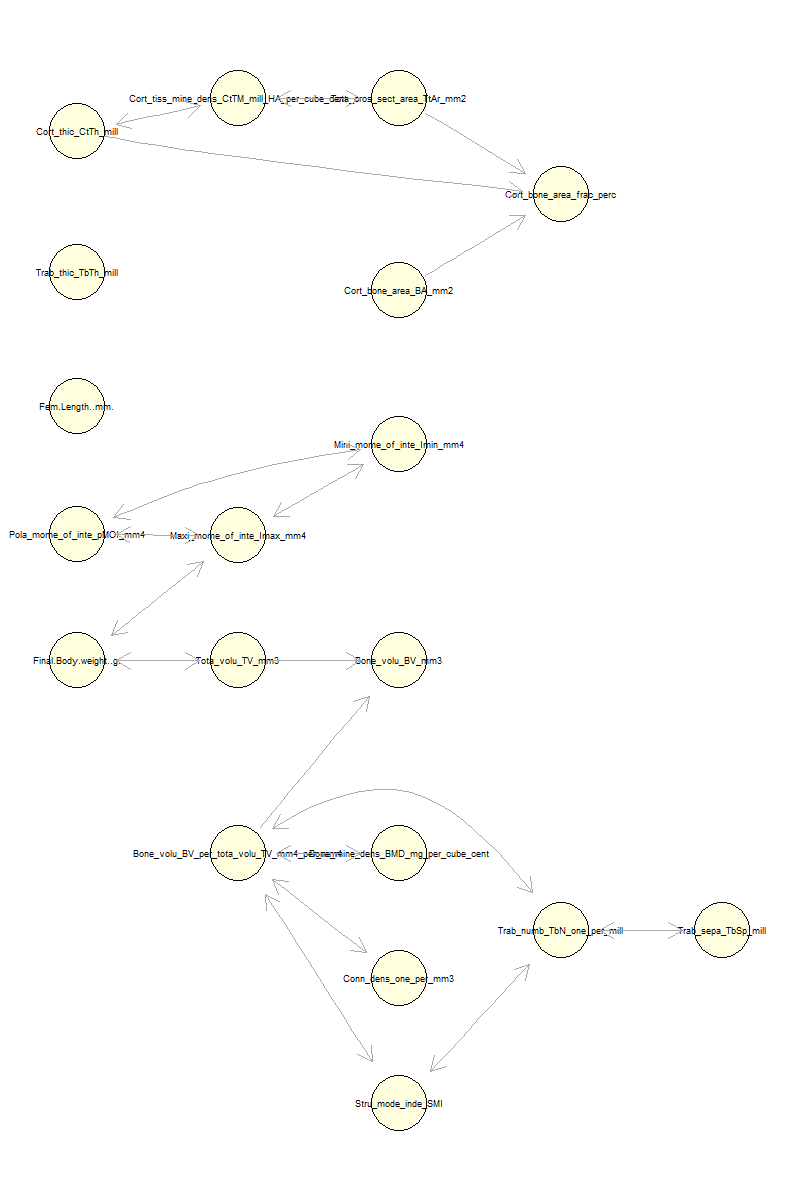 Cort_tiss_mine_dens_CtTM_mill_HA_per_cube_cent
Tota_cros_sect_area_TtAr_mm2
Cort_thic_CtTh_mill
Cort_bone_area_frac_perc
Trab_thic_TbTh_mill
Cort_bone_area_BA_mm2
Fem.Length..mm.
Mini_mome_of_inte_Imin_mm4
Pola_mome_of_inte_pMOI_mm4
Maxi_mome_of_inte_Imax_mm4
Final.Body.weight..g.
Tota_volu_TV_mm3
Bone_volu_BV_mm3
Bone_volu_BV_per_tota_volu_TV_mm4_per_mm4
Bone_mine_dens_BMD_mg_per_cube_cent
Trab_numb_TbN_one_per_mill
Trab_sepa_TbSp_mill
Conn_dens_one_per_mm3
Stru_mode_inde_SMI